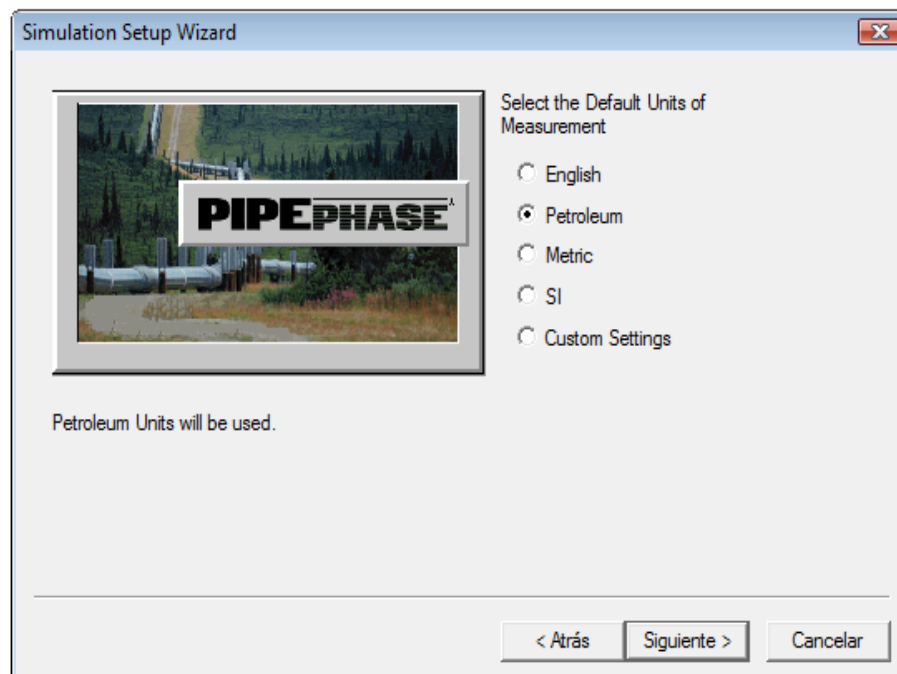 Simulation Setup Wizard
PIPEPHASE
Select the Default Units of
Measurement
English
Petroleum
Metric
SI
Custom Settings
Petroleum Units will be used.
< Atrás
Siguiente >
Cancelar